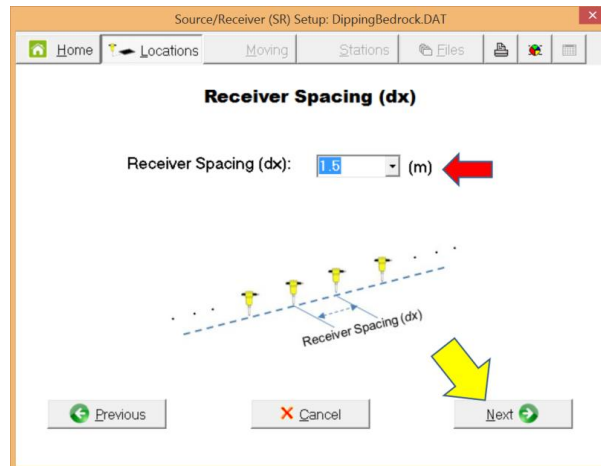 Source/Receiver (SR) Setup: DippingBedrock.DAT
Home Locations Moving Stations Files
Receiver Spacing (dx)
Receiver Spacing (dx): 1.5 (m)
Receiver Spacing (dx)
Previous Cancel Next